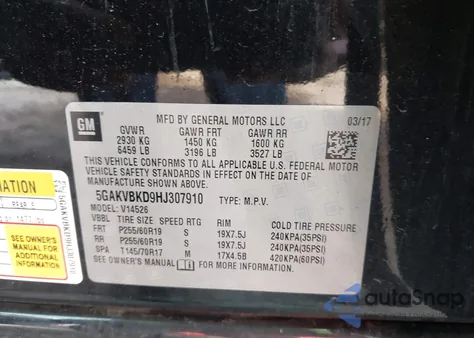 MFD BY GENERAL MOTORS LLC 03/17
GM
GVWR GAWR FRT GAWR RR
2930 KG 1450 KG 1600 KG
6459 LB 3196 LB 3527 LB
THIS VEHICLE CONFORMS TO ALL APPLICABLE U.S. FEDERAL MOTOR
VEHICLE SAFETY STANDARDS IN EFFECT ON THE DATE OF
MANUFACTURE SHOWN ABOVE.
5GAKVBKD9HJ307910 TYPE: M.P.V.
MODEL: V14526
VBBL TIRE SIZE SPEED RTG RIM COLD TIRE PRESSURE
FRT P255/60R19 S 19X7.5J 240KPA(35PSI)
RR P255/60R19 S 19X7.5J 240KPA(35PSI)
SPA T145/70R17 M 17X4.5B 420KPA(60PSI)
SEE OWNER'S MANUAL FOR ADDITIONAL INFORMATION.
MATION
SEE OWNER'S
MANUAL FOR
ADDITIONAL
INFORMATION
autoSnap